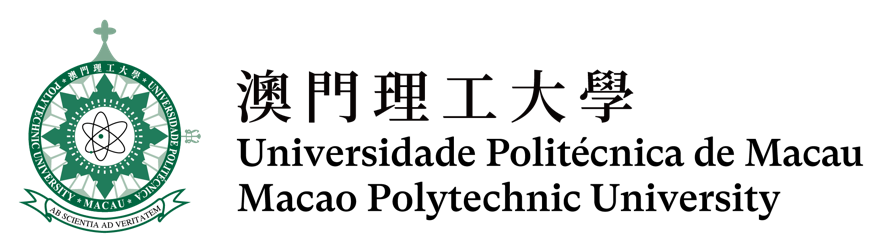 澳門理工大學
Universidade Politécnica de Macau
Macao Polytechnic University
澳門理工大學 * UNIVERSIDADE POLITÉCNICA * MACAU * POLYTECHNIC UNIVERSITY *
AB SCIENTIA AD VERITATEM